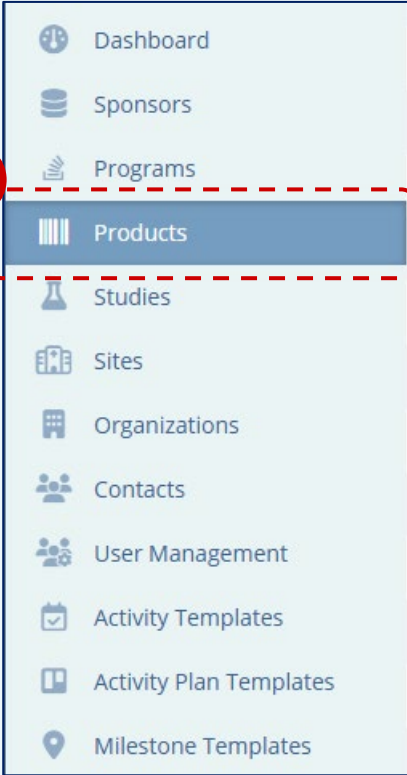 Dashboard
Sponsors
Programs
Products
Studies
Sites
Organizations
Contacts
User Management
Activity Templates
Activity Plan Templates
Milestone Templates